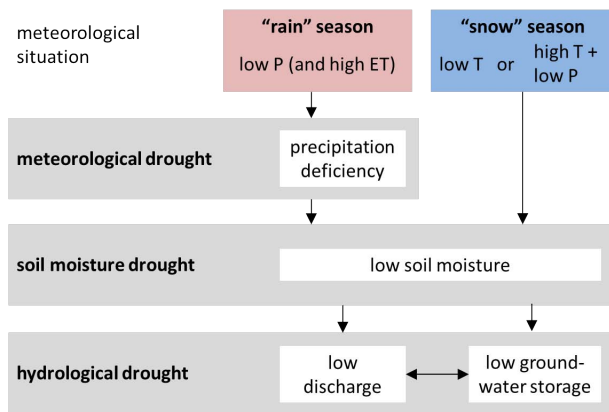 meteorological
situation
“rain” season
low P (and high ET)
“snow” season
low T or
high T +
low P
meteorological drought
precipitation
deficiency
soil moisture drought
low soil moisture
hydrological drought
low
discharge
low ground-
water storage